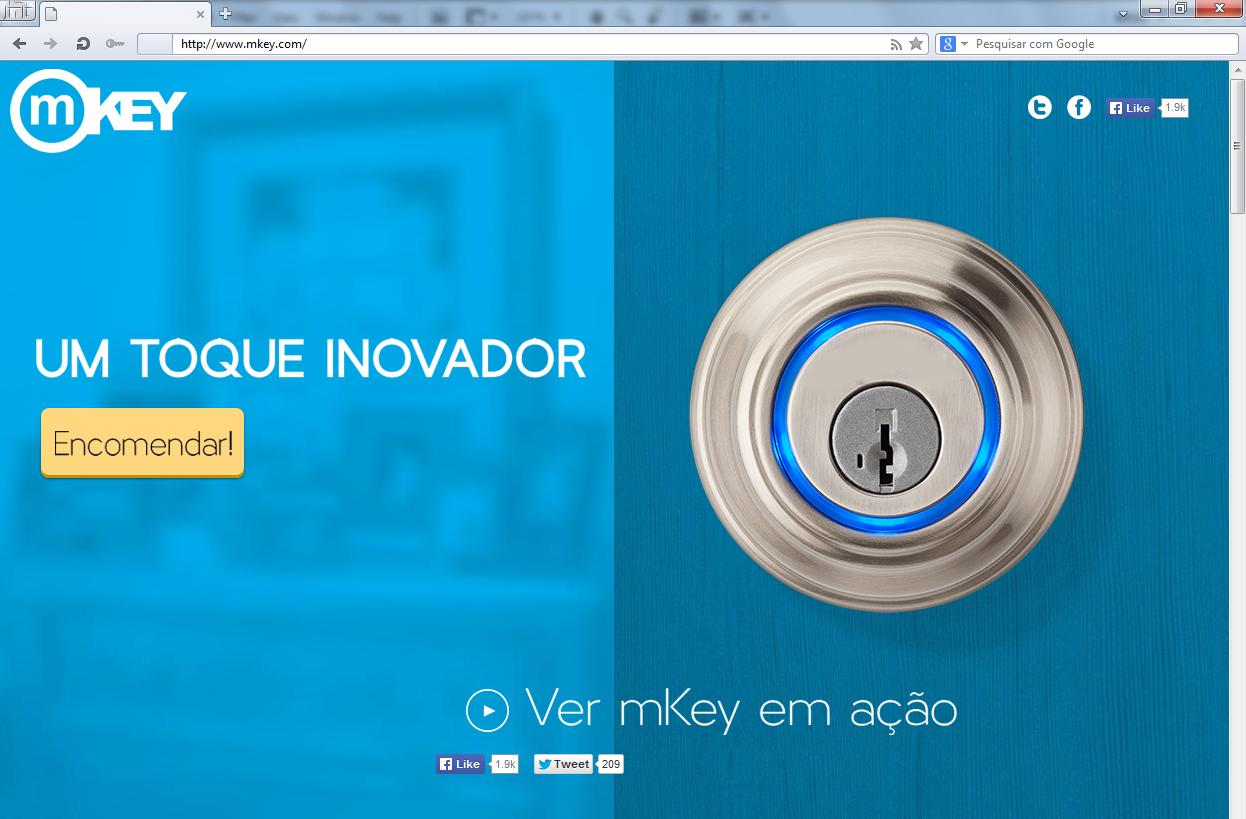 http://www.mkey.com/
Pesquisar com Google
mKEY
Like
1.9k
UM TOQUE INOVADOR
Encomendar!
Ver mKey em ação
Like
1.9k
Tweet
209